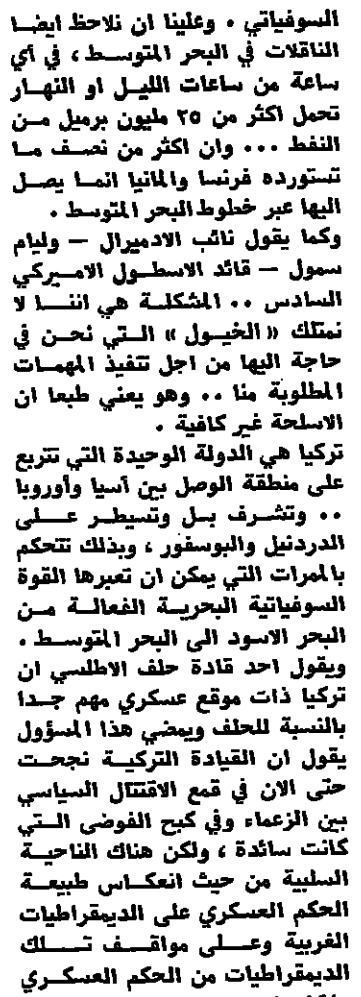 السوفياتي . وعلينا ان نلاحظ ايضا
الناقلات في البحر المتوسط ، في أي
ساعة من ساعات الليل او النهار
تحمل اكثر من ٢٥ مليون برميل من
النفط ... وان اكثر من نصف ما
تستورده فرنسا والمانيا انما يصل
اليها عبر خطوط البحر المتوسط .
وكما يقول نائب الادميرال – وليام
سمول – قائد الاسطول الاميركي
السادس .. المشكلة هي اننا لا
نمتلك « الخيول » التي نحن في
حاجة اليها من اجل تنفيذ المهمات
المطلوبة منا .. وهو يعني طبعا ان
الاسلحة غير كافية .
تركيا هي الدولة الوحيدة التي تتربع
على منطقة الوصل بين آسيا وأوروبا
.. وتشرف بل وتسيطر على
الدردنيل والبوسفور ، وبذلك تتحكم
بالممرات التي يمكن ان تعبرها القوة
السوفياتية البحرية الفعالة من
البحر الاسود الى البحر المتوسط .
ويقول احد قادة حلف الاطلسي ان
تركيا ذات موقع عسكري مهم جدا
بالنسبة للحلف ويمضي هذا المسؤول
يقول ان القيادة التركية نجحت
حتى الان في قمع الاقتتال السياسي
بين الزعماء وفي كبح الفوضى التي
كانت سائدة ، ولكن هناك الناحية
السلبية من حيث انعكاس طبيعة
الحكم العسكري على الديمقراطيات
الغربية وعلى مواقف تلك
الديمقراطيات من الحكم العسكري